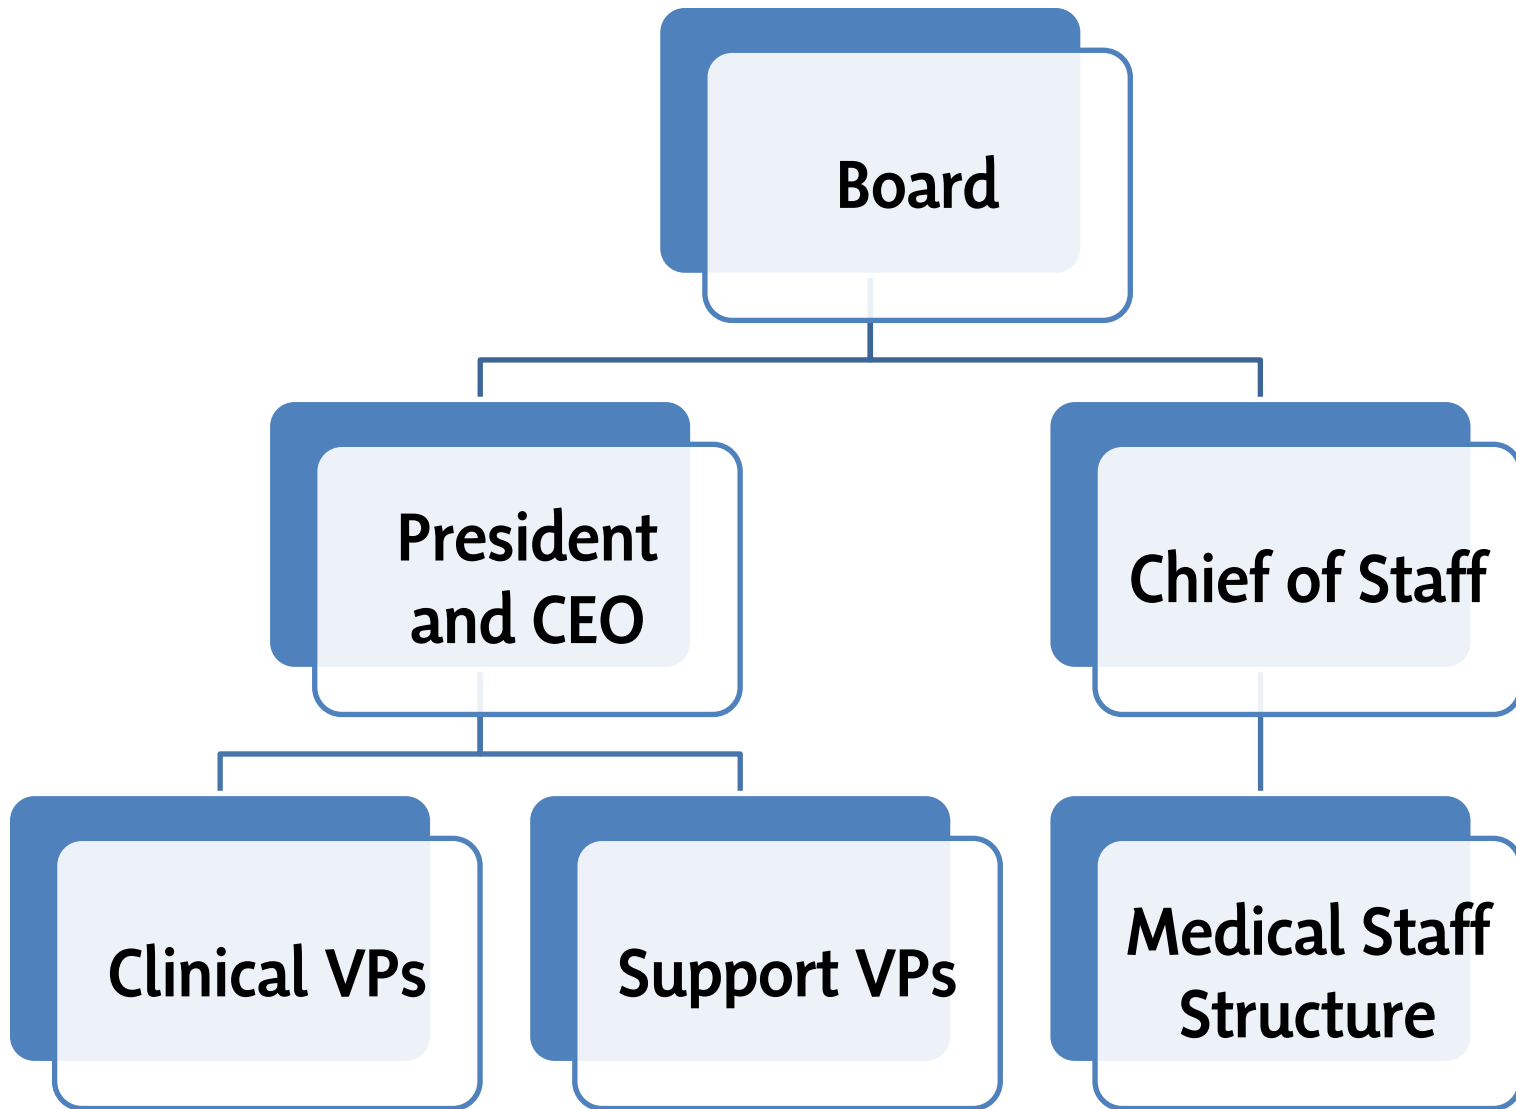 Board
President
and CEO
Chief of Staff
Clinical VPs
Support VPs
Medical Staff
Structure